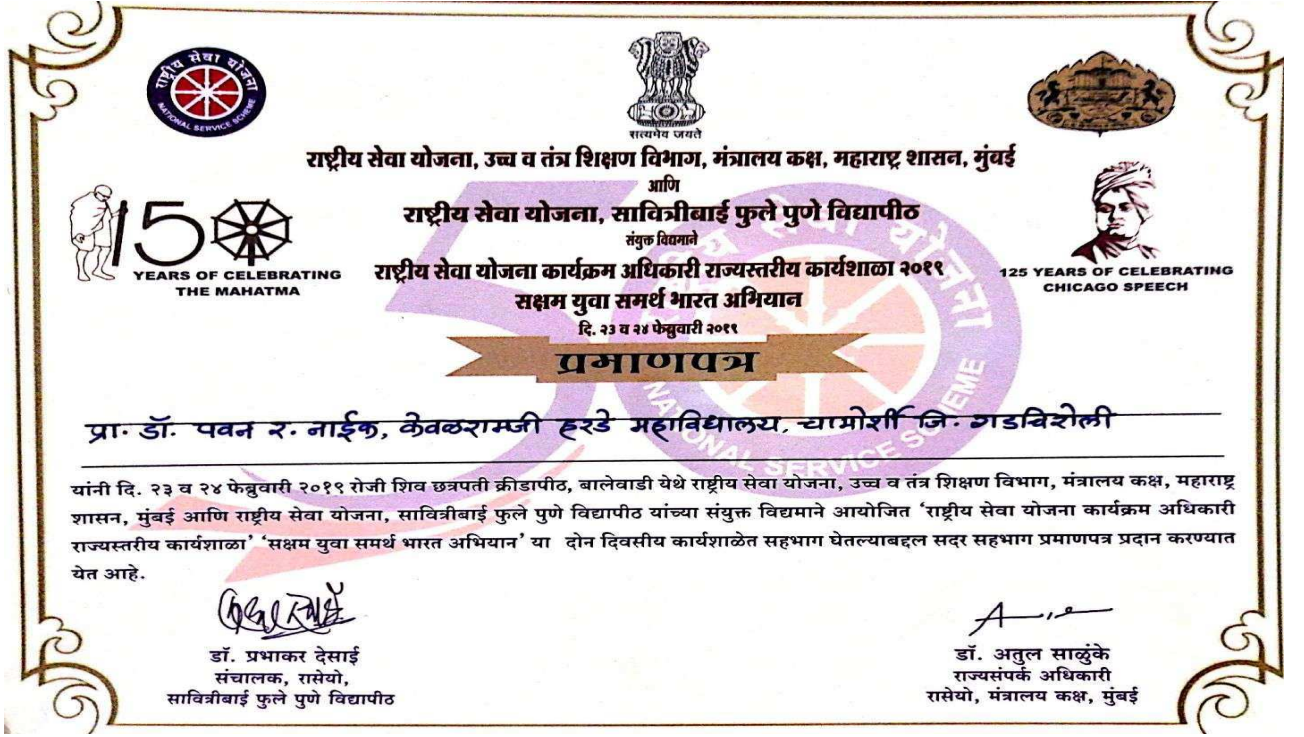 राष्ट्रीय सेवा योजना
NATIONAL SERVICE SCHEME
सत्यमेव जयते
राष्ट्रीय सेवा योजना, उच्च व तंत्र शिक्षण विभाग, मंत्रालय कक्ष, महाराष्ट्र शासन, मुंबई
आणि
राष्ट्रीय सेवा योजना, सावित्रीबाई फुले पुणे विद्यापीठ
संयुक्त विद्यमाने
राष्ट्रीय सेवा योजना कार्यक्रम अधिकारी राज्यस्तरीय कार्यशाळा २०१९
सक्षम युवा समर्थ भारत अभियान
दि. २३ व २४ फेब्रुवारी २०१९
150
YEARS OF CELEBRATING
THE MAHATMA
125 YEARS OF CELEBRATING
CHICAGO SPEECH
प्रमाणपत्र
प्रा. डॉ. पवन र. नाईक, केवळरामजी हरडे महाविधालय, चामोर्शी जि. गडचिरोली
यांनी दि. २३ व २४ फेब्रुवारी २०१९ रोजी शिव छत्रपती क्रीडापीठ, बालेवाडी येथे राष्ट्रीय सेवा योजना, उच्च व तंत्र शिक्षण विभाग, मंत्रालय कक्ष, महाराष्ट्र
शासन, मुंबई आणि राष्ट्रीय सेवा योजना, सावित्रीबाई फुले पुणे विद्यापीठ यांच्या संयुक्त विद्यमाने आयोजित 'राष्ट्रीय सेवा योजना कार्यक्रम अधिकारी
राज्यस्तरीय कार्यशाळा' 'सक्षम युवा समर्थ भारत अभियान' या दोन दिवसीय कार्यशाळेत सहभाग घेतल्याबद्दल सदर सहभाग प्रमाणपत्र प्रदान करण्यात
येत आहे.
डॉ. प्रभाकर देसाई
संचालक, रासेयो,
सावित्रीबाई फुले पुणे विद्यापीठ
डॉ. अतुल साळुंके
राज्यसंपर्क अधिकारी
रासेयो, मंत्रालय कक्ष, मुंबई
50
सेवा योजना
NATIONAL SERVICE SCHEME